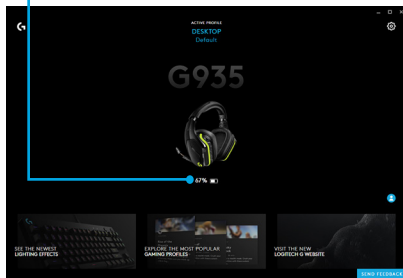 ACTIVE PROFILE
DESKTOP
Default
G935
67%
SEE THE NEWEST
LIGHTING EFFECTS
EXPLORE THE MOST POPULAR
GAMING PROFILES
VISIT THE NEW
LOGITECH G WEBSITE
SEND FEEDBACK